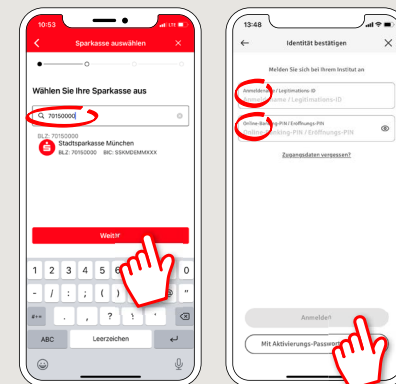 10:53
Sparkasse auswählen
Wählen Sie Ihre Sparkasse aus
70150000
BLZ: 70150000
Stadtsparkasse München
BLZ: 70150000 BIC: SSKMDEMMXXX
Weiter
1 2 3 4 5 6 0
- / : ; ( ) @ "
#+= . , ? ! ' 
ABC Leerzeichen
13:48
Identität bestätigen
Melden Sie sich bei Ihrem Institut an
Anmeldename / Legitimations-ID
Anmeldename / Legitimations-ID
Online-Banking-PIN / Eröffnungs-PIN
Online-Banking-PIN / Eröffnungs-PIN
Zugangsdaten vergessen?
Anmelden
Mit Aktivierungs-Passwort